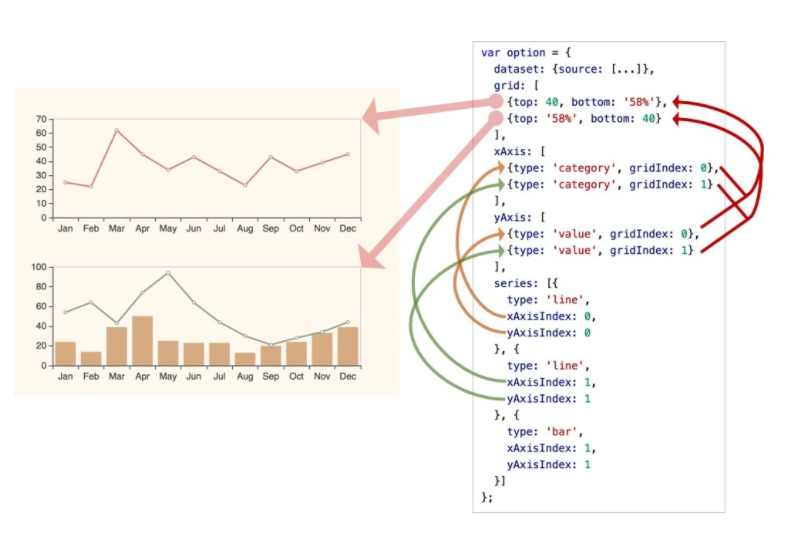 70
60
50
40
30
20
10
0
Jan Feb Mar Apr May Jun Jul Aug Sep Oct Nov Dec
100
80
60
40
20
0
Jan Feb Mar Apr May Jun Jul Aug Sep Oct Nov Dec
var option = {
dataset: {source: [...]},
grid: [
{top: 40, bottom: '58%'},
{top: '58%', bottom: 40}
],
xAxis: [
{type: 'category', gridIndex: 0},
{type: 'category', gridIndex: 1}
],
yAxis: [
{type: 'value', gridIndex: 0},
{type: 'value', gridIndex: 1}
],
series: [{
type: 'line',
xAxisIndex: 0,
yAxisIndex: 0
}, {
type: 'line',
xAxisIndex: 1,
yAxisIndex: 1
}, {
type: 'bar',
xAxisIndex: 1,
yAxisIndex: 1
}]
};